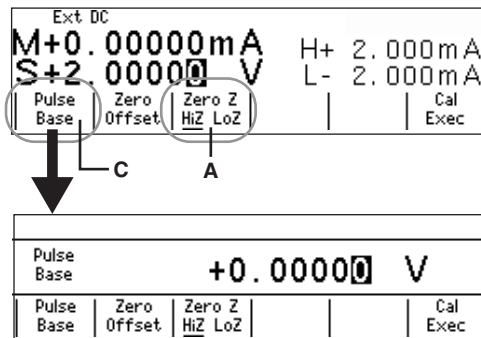 Ext DC
M+0.00000mA H+ 2.000mA
S+2.00000 V L- 2.000mA
Pulse Base Zero Offset Zero Z HiZ LoZ Cal Exec
C A
Pulse Base +0.00000 V
Pulse Base Zero Offset Zero Z HiZ LoZ Cal Exec